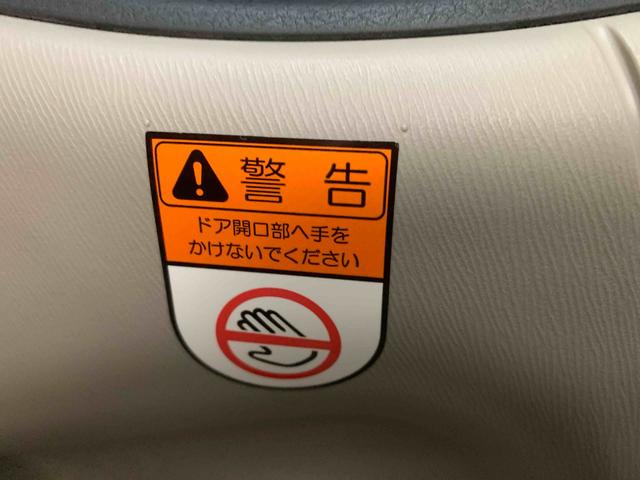 警告
ドア開口部へ手を
かけないでください